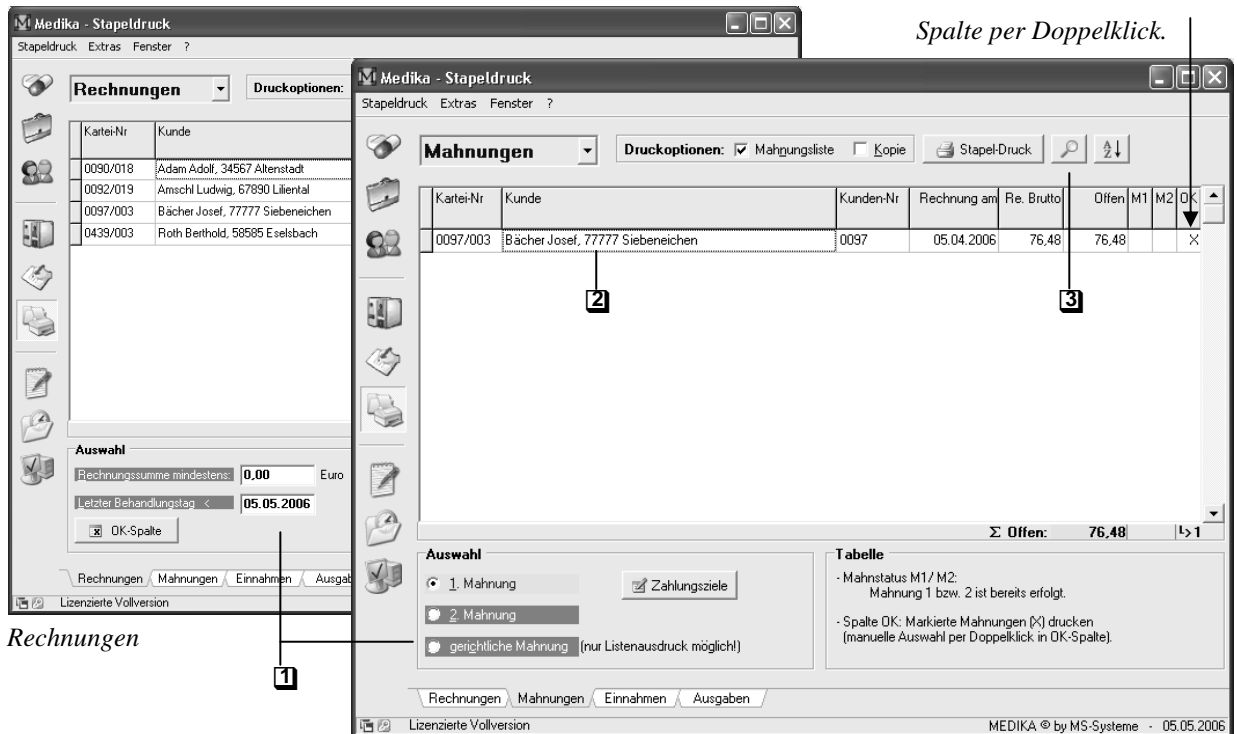 Medika - Stapeldruck
Stapeldruck Extras Fenster ?
Rechnungen
Druckoptionen:
Kartei-Nr Kunde
0090/018 Adam Adolf, 34567 Altenstadt
0092/019 Amschl Ludwig, 67890 Liliental
0097/003 Bächer Josef, 77777 Siebeneichen
0439/003 Roth Berthold, 58585 Eselsbach
Auswahl
Rechnungssumme mindestens: 0,00 Euro
Letzter Behandlungstag < 05.05.2006
OK-Spalte
Rechnungen Mahnungen Einnahmen Ausgab
Lizenzierte Vollversion
Rechnungen
1
Spalte per Doppelklick.
Medika - Stapeldruck
Stapeldruck Extras Fenster ?
Mahnungen
Druckoptionen: Mahnungsliste Kopie Stapel-Druck
Kartei-Nr Kunde Kunden-Nr Rechnung am Re. Brutto Offen M1 M2 OK
0097/003 Bächer Josef, 77777 Siebeneichen 0097 05.04.2006 76,48 76,48 X
2
3
Σ Offen: 76,48 1
Auswahl
1. Mahnung Zahlungsziele
2. Mahnung
gerichtliche Mahnung (nur Listenausdruck möglich!)
Tabelle
- Mahnstatus M1/ M2:
Mahnung 1 bzw. 2 ist bereits erfolgt.
- Spalte OK: Markierte Mahnungen (X) drucken
(manuelle Auswahl per Doppelklick in OK-Spalte).
Rechnungen Mahnungen Einnahmen Ausgaben
Lizenzierte Vollversion MEDIKA © by MS-Systeme - 05.05.2006